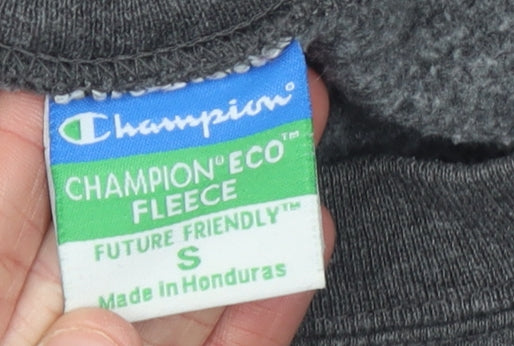 Champion®
CHAMPION® ECO™
FLEECE
FUTURE FRIENDLY™
S
Made in Honduras